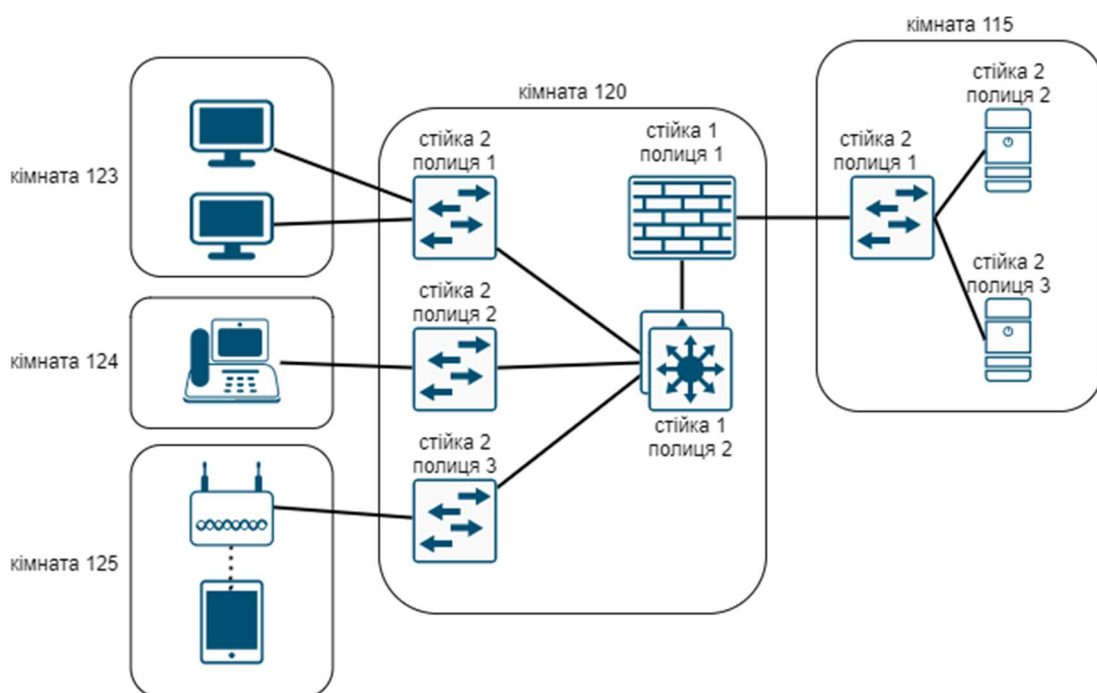 кімната 115
стійка 2
полиця 2
кімната 120
стійка 2
полиця 1
стійка 1
полиця 1
стійка 2
полиця 1
кімната 123
стійка 2
полиця 3
стійка 2
полиця 2
кімната 124
стійка 1
полиця 2
стійка 2
полиця 3
кімната 125